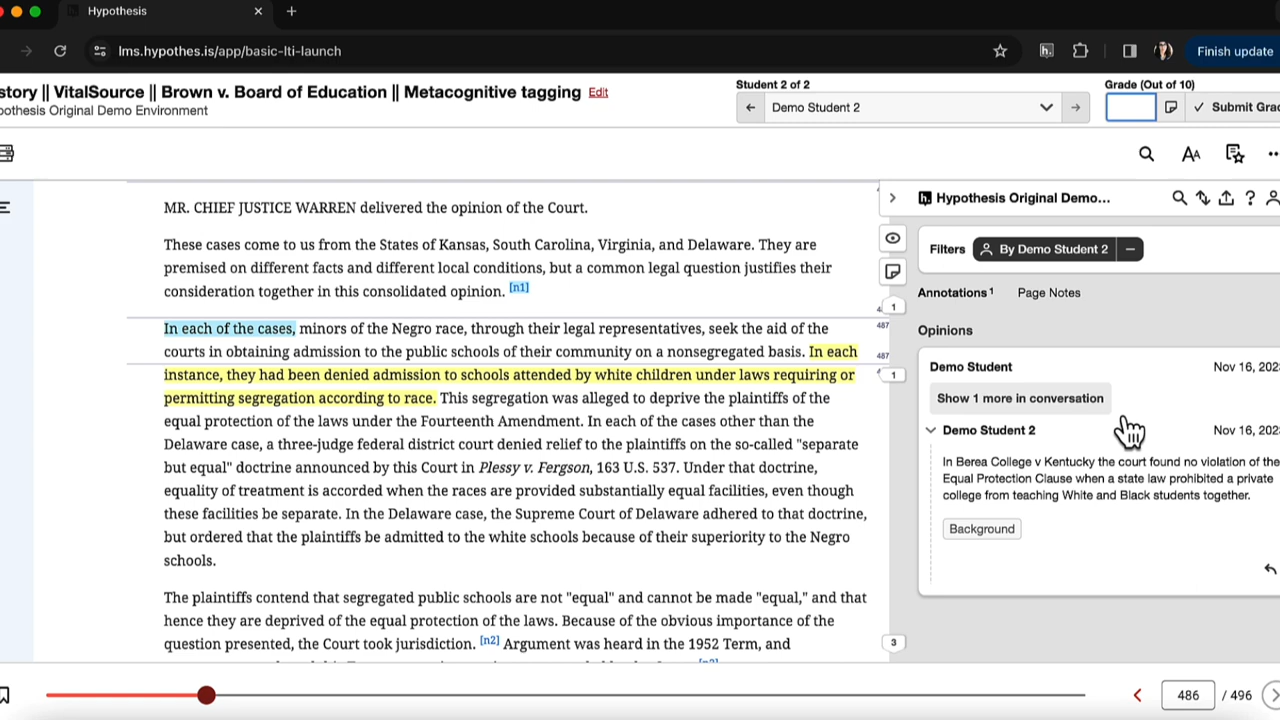 Hypothesis
lms.hypothes.is/app/basic-lti-launch
Finish update
story || VitalSource || Brown v. Board of Education || Metacognitive tagging Edit
pothesis Original Demo Environment
Student 2 of 2
Demo Student 2
Grade (Out of 10)
Submit Grad
MR. CHIEF JUSTICE WARREN delivered the opinion of the Court.
These cases come to us from the States of Kansas, South Carolina, Virginia, and Delaware. They are
premised on different facts and different local conditions, but a common legal question justifies their
consideration together in this consolidated opinion. [n1]
In each of the cases, minors of the Negro race, through their legal representatives, seek the aid of the
courts in obtaining admission to the public schools of their community on a nonsegregated basis. In each
instance, they had been denied admission to schools attended by white children under laws requiring or
permitting segregation according to race. This segregation was alleged to deprive the plaintiffs of the
equal protection of the laws under the Fourteenth Amendment. In each of the cases other than the
Delaware case, a three-judge federal district court denied relief to the plaintiffs on the so-called "separate
but equal" doctrine announced by this Court in Plessy v. Fergson, 163 U.S. 537. Under that doctrine,
equality of treatment is accorded when the races are provided substantially equal facilities, even though
these facilities be separate. In the Delaware case, the Supreme Court of Delaware adhered to that doctrine,
but ordered that the plaintiffs be admitted to the white schools because of their superiority to the Negro
schools.
The plaintiffs contend that segregated public schools are not "equal" and cannot be made "equal," and that
hence they are deprived of the equal protection of the laws. Because of the obvious importance of the
question presented, the Court took jurisdiction. [n2] Argument was heard in the 1952 Term, and
1
487
487
1
3
h. Hypothesis Original Demo...
Filters By Demo Student 2
Annotations 1 Page Notes
Opinions
Demo Student Nov 16, 202
Show 1 more in conversation
Demo Student 2 Nov 16, 202
In Berea College v Kentucky the court found no violation of the
Equal Protection Clause when a state law prohibited a private
college from teaching White and Black students together.
Background
486 / 496